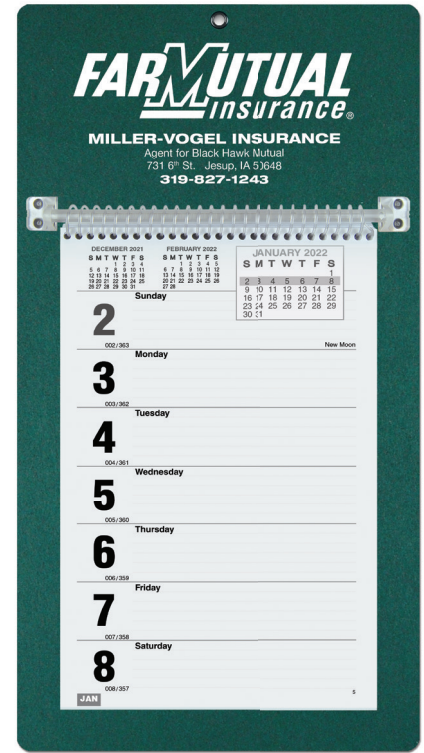 FARMUTUAL
insurance®
MILLER-VOGEL INSURANCE
Agent for Black Hawk Mutual
731 6th St. Jesup, IA 50648
319-827-1243
DECEMBER 2021
S M T W T F S
1 2 3 4
5 6 7 8 9 10 11
12 13 14 15 16 17 18
19 20 21 22 23 24 25
26 27 28 29 30 31
FEBRUARY 2022
S M T W T F S
1 2 3 4 5
6 7 8 9 10 11 12
13 14 15 16 17 18 19
20 21 22 23 24 25 26
27 28
JANUARY 2022
S M T W T F S
1
2 3 4 5 6 7 8
9 10 11 12 13 14 15
16 17 18 19 20 21 22
23 24 25 26 27 28 29
30 31
Sunday
2
002/363
New Moon
Monday
3
003/362
Tuesday
4
004/361
Wednesday
5
005/360
Thursday
6
006/359
Friday
7
007/358
Saturday
8
008/357
JAN
5